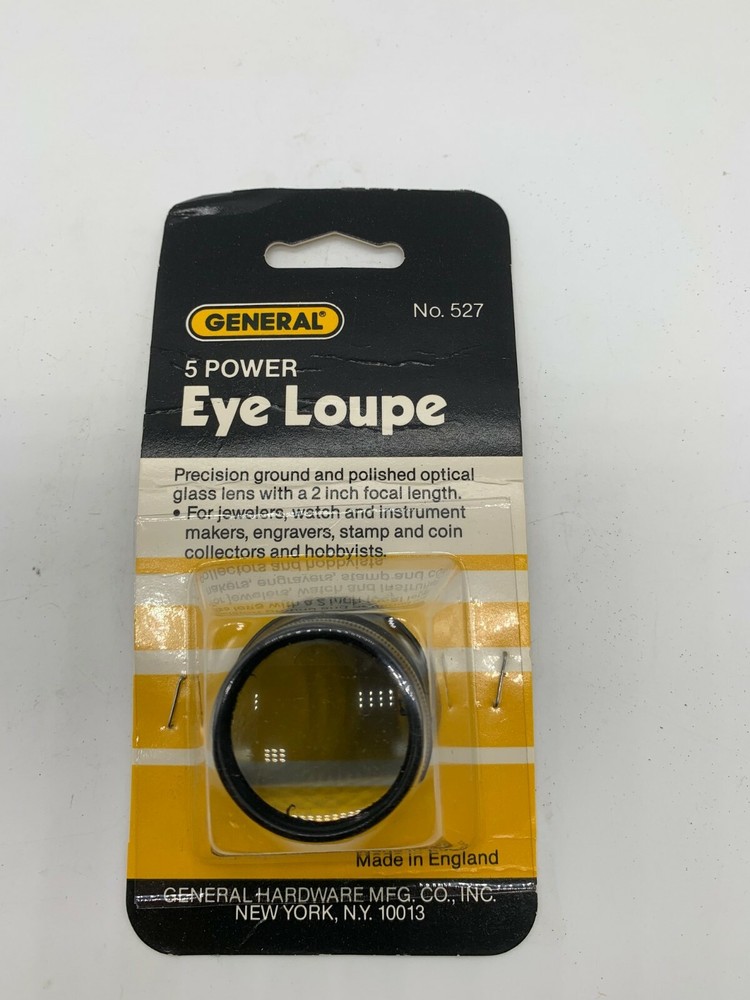 GENERAL®
No. 527
5 POWER
Eye Loupe
Precision ground and polished optical
glass lens with a 2 inch focal length.
• For jewelers, watch and instrument
makers, engravers, stamp and coin
collectors and hobbyists.
Made in England
GENERAL HARDWARE MFG. CO., INC.
NEW YORK, N.Y. 10013